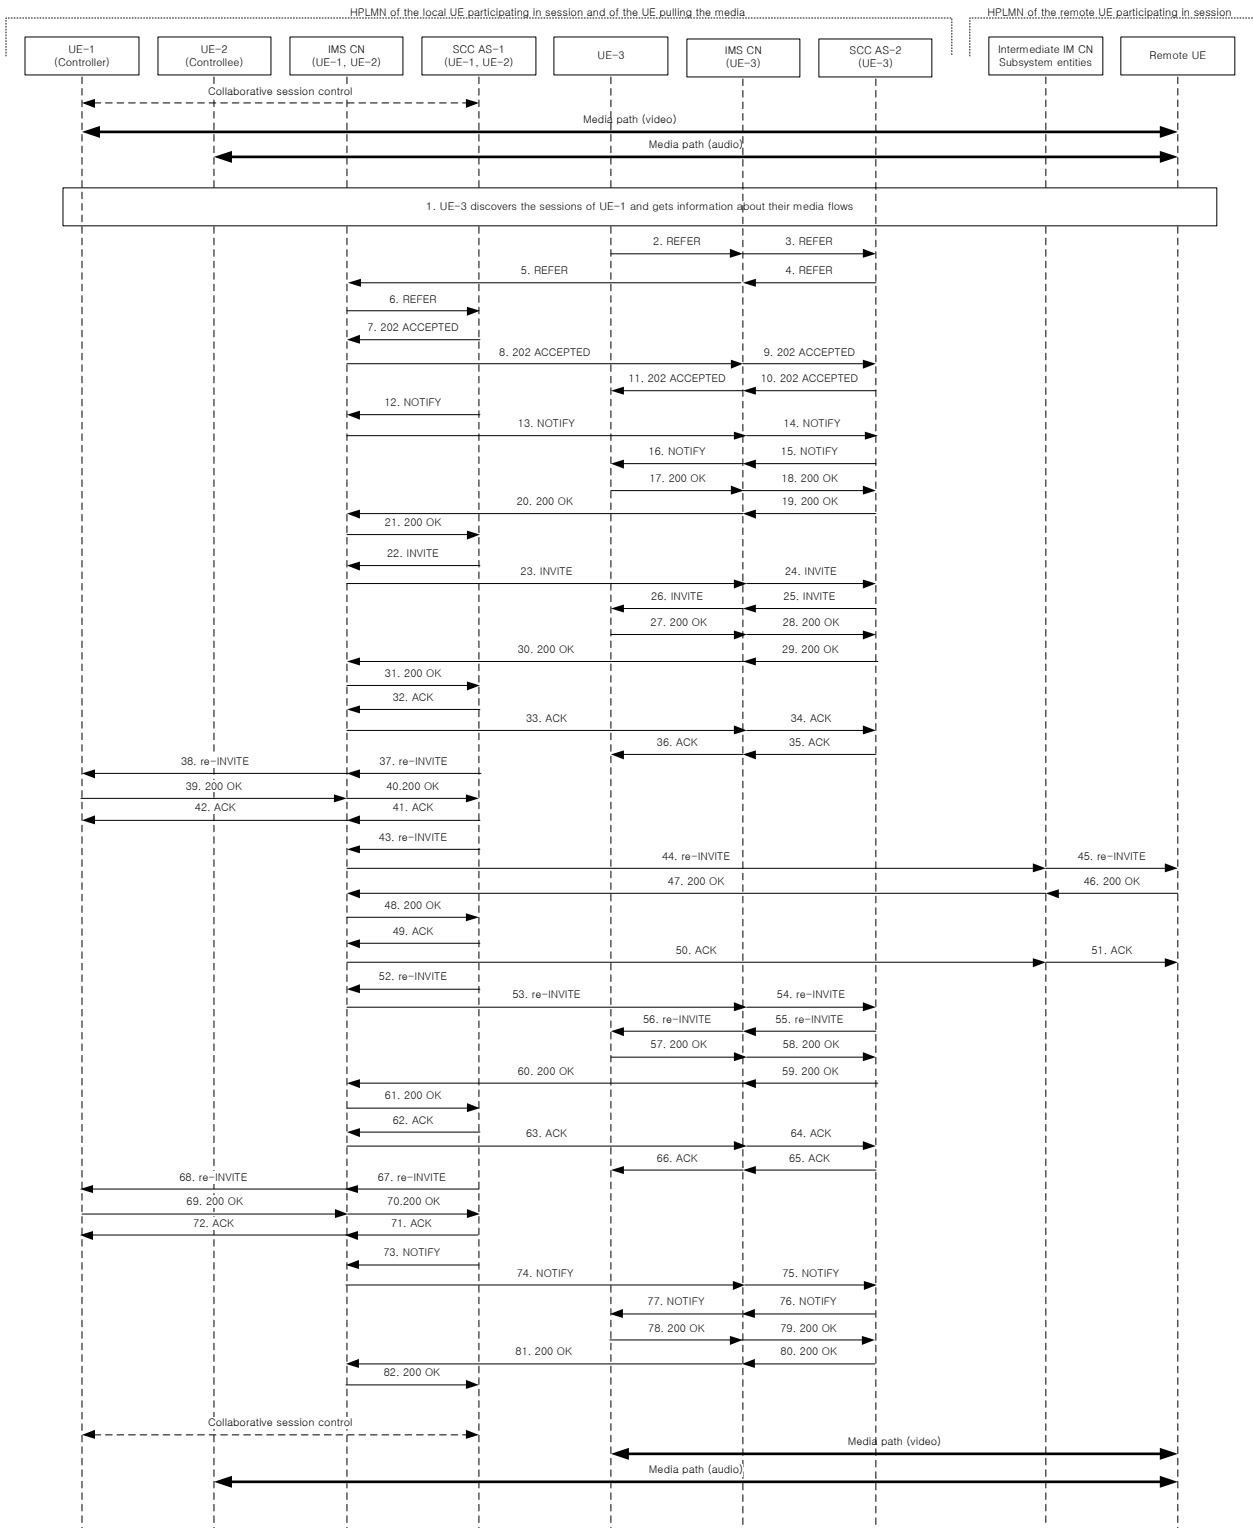 HPLMN of the local UE participating in session and of the UE pulling the media
HPLMN of the remote UE participating in session
UE-1
(Controller)
UE-2
(Controllee)
IMS CN
(UE-1, UE-2)
SCC AS-1
(UE-1, UE-2)
UE-3
IMS CN
(UE-3)
SCC AS-2
(UE-3)
Intermediate IM CN
Subsystem entities
Remote UE
Collaborative session control
Media path (video)
Media path (audio)
1. UE-3 discovers the sessions of UE-1 and gets information about their media flows
2. REFER
3. REFER
5. REFER
4. REFER
6. REFER
7. 202 ACCEPTED
8. 202 ACCEPTED
9. 202 ACCEPTED
11. 202 ACCEPTED
10. 202 ACCEPTED
12. NOTIFY
13. NOTIFY
14. NOTIFY
16. NOTIFY
15. NOTIFY
17. 200 OK
18. 200 OK
20. 200 OK
19. 200 OK
21. 200 OK
22. INVITE
23. INVITE
24. INVITE
26. INVITE
25. INVITE
27. 200 OK
28. 200 OK
30. 200 OK
29. 200 OK
31. 200 OK
32. ACK
33. ACK
34. ACK
36. ACK
35. ACK
38. re-INVITE
37. re-INVITE
39. 200 OK
40.200 OK
42. ACK
41. ACK
43. re-INVITE
44. re-INVITE
45. re-INVITE
47. 200 OK
46. 200 OK
48. 200 OK
49. ACK
50. ACK
51. ACK
52. re-INVITE
53. re-INVITE
54. re-INVITE
56. re-INVITE
55. re-INVITE
57. 200 OK
58. 200 OK
60. 200 OK
59. 200 OK
61. 200 OK
62. ACK
63. ACK
64. ACK
66. ACK
65. ACK
68. re-INVITE
67. re-INVITE
69. 200 OK
70.200 OK
72. ACK
71. ACK
73. NOTIFY
74. NOTIFY
75. NOTIFY
77. NOTIFY
76. NOTIFY
78. 200 OK
79. 200 OK
81. 200 OK
80. 200 OK
82. 200 OK
Collaborative session control
Media path (video)
Media path (audio)